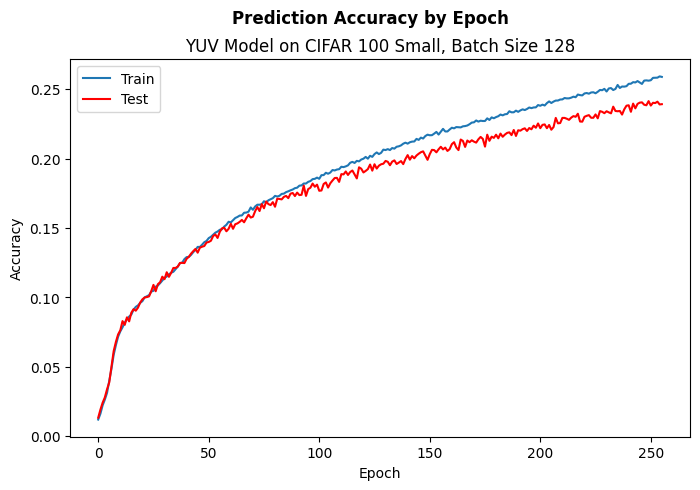 Prediction Accuracy by Epoch
YUV Model on CIFAR 100 Small, Batch Size 128
Train
Test
0.25
0.20
0.15
0.10
0.05
0.00
Accuracy
0
50
100
150
200
250
Epoch